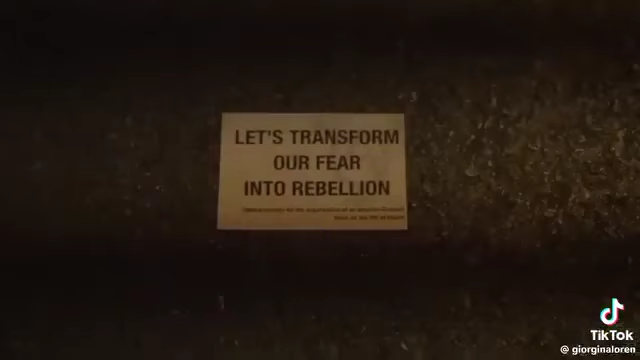 LET'S TRANSFORM
OUR FEAR
INTO REBELLION
TikTok
@ giorginaloren